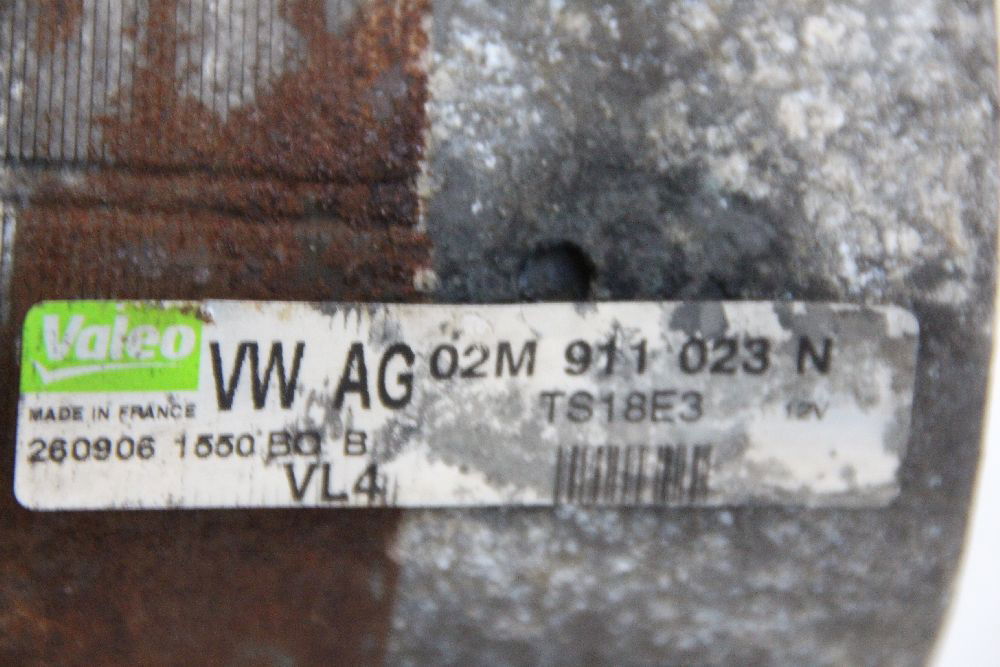 Valeo
VW AG 02M 911 023 N
MADE IN FRANCE TS18E3 12V
260906 1550 BO B
VL4